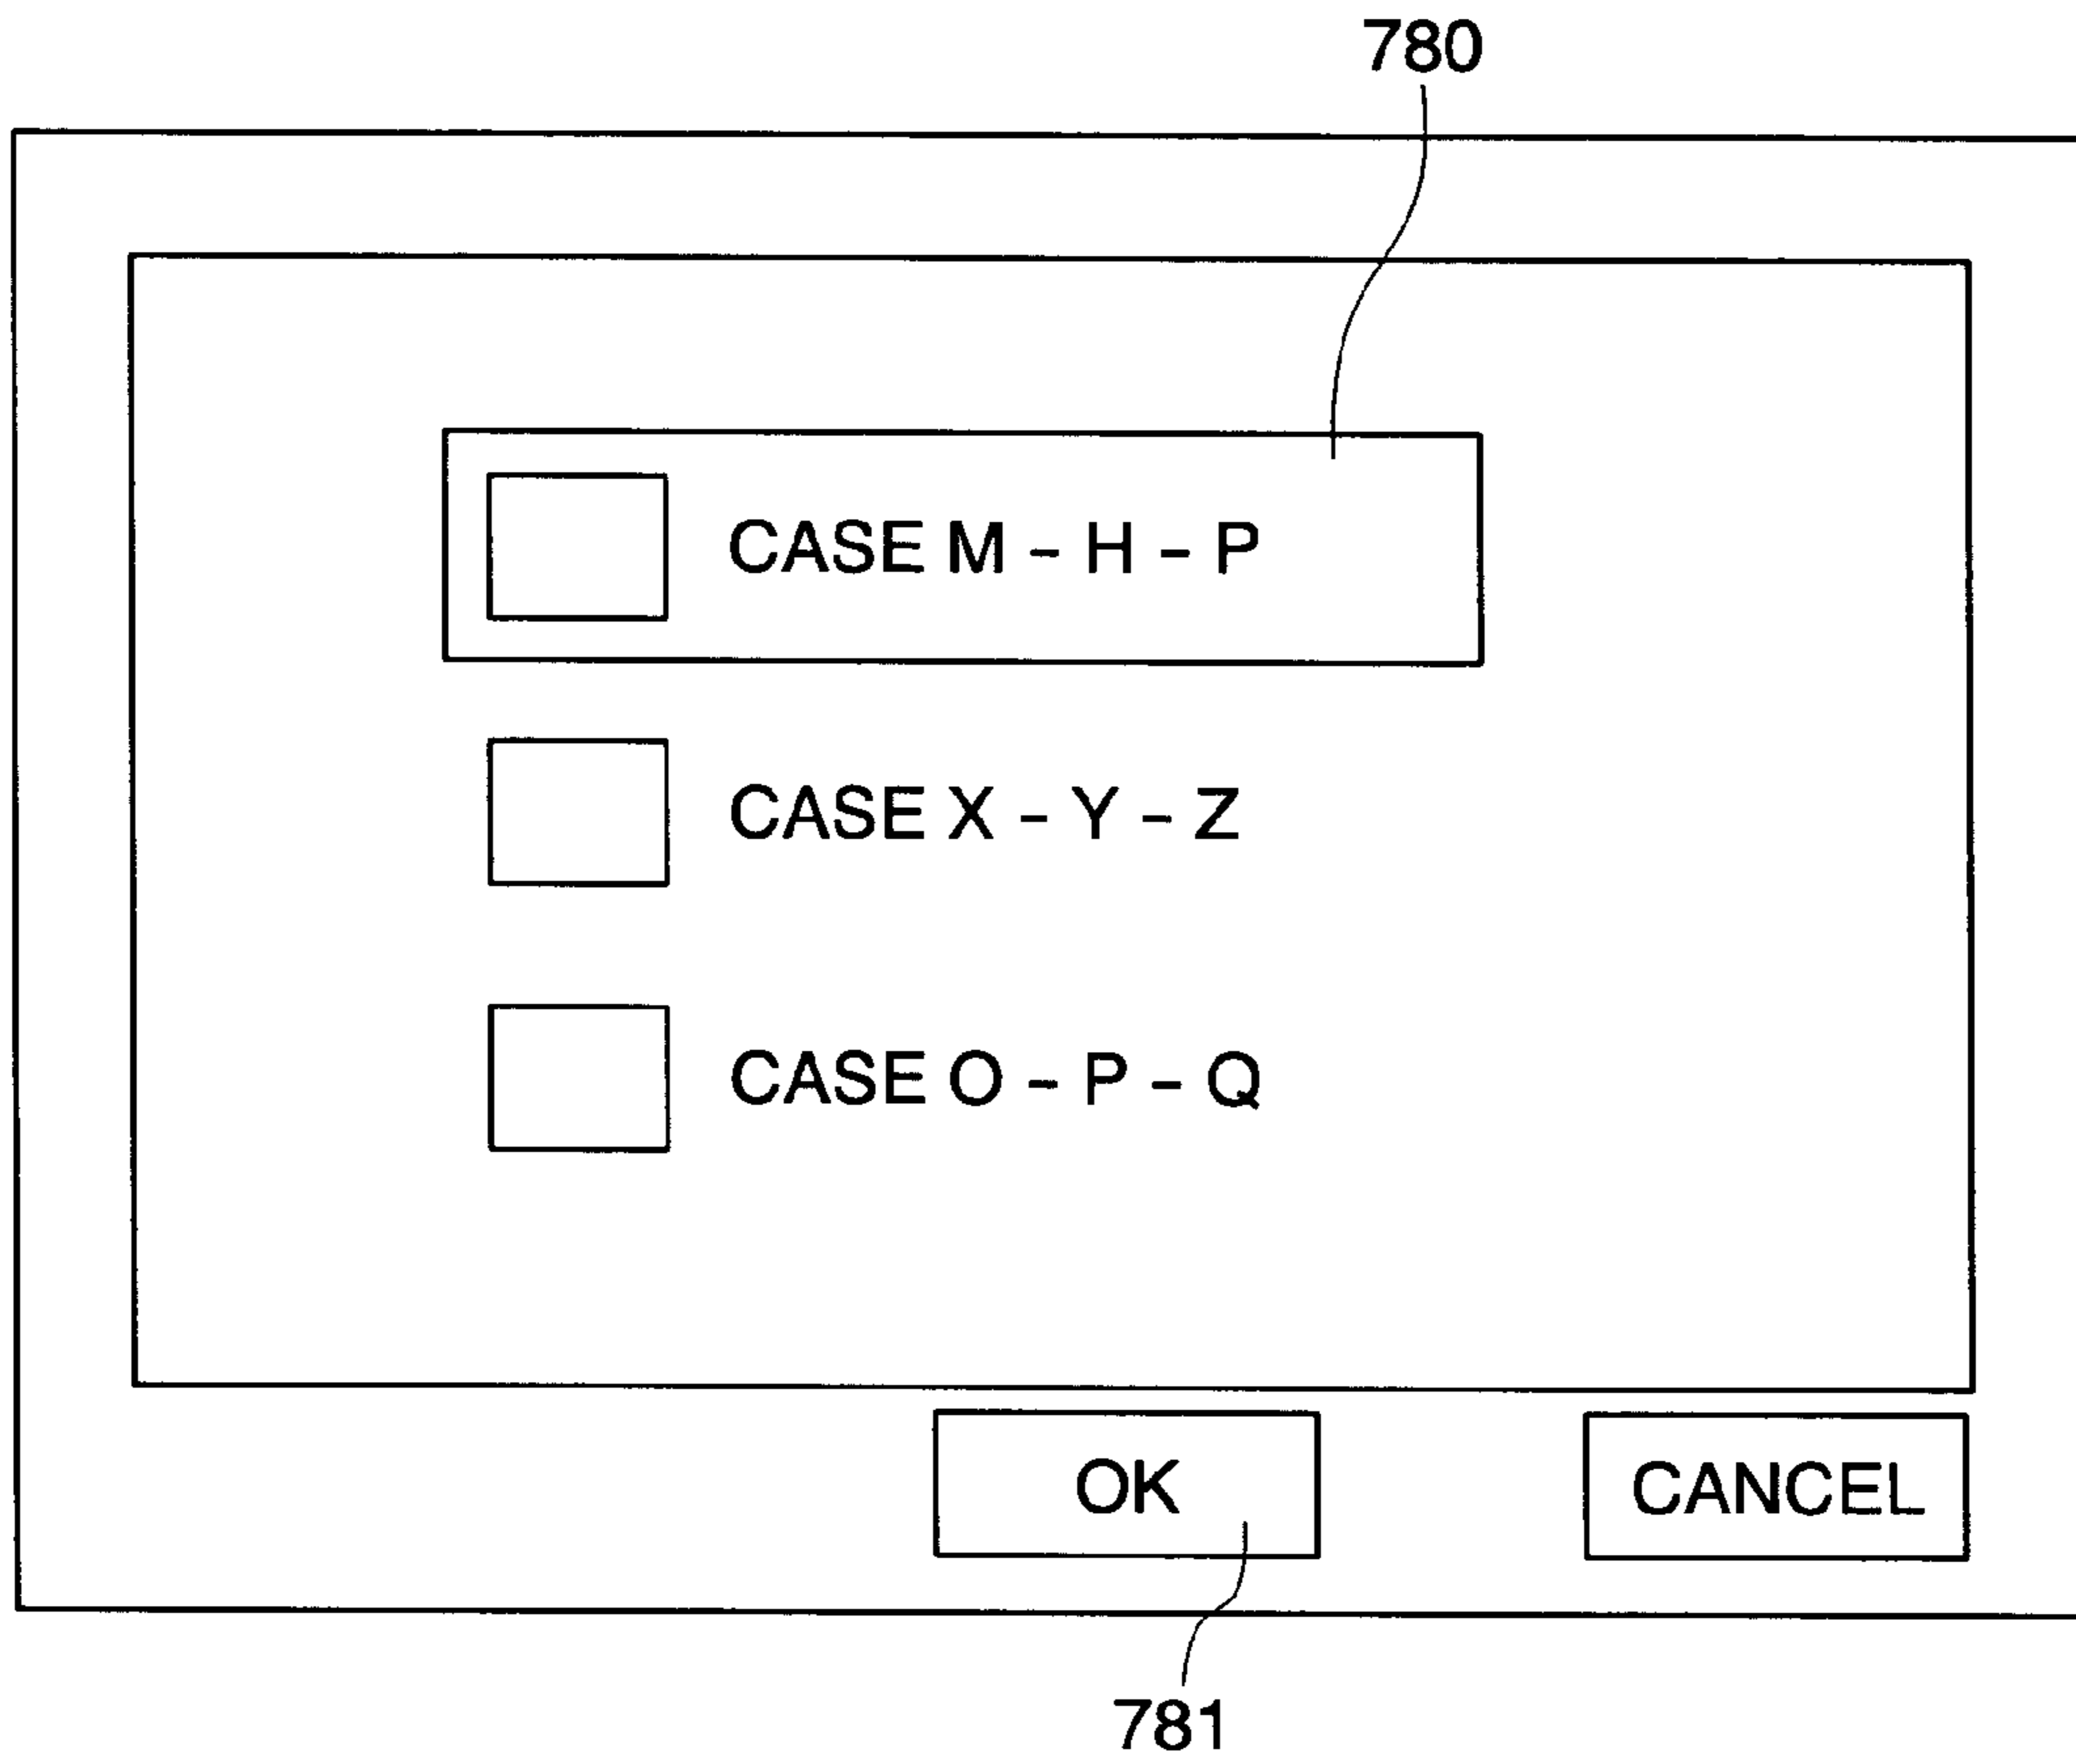 780
CASE M - H - P
CASE X - Y - Z
CASE O - P - Q
OK CANCEL
781